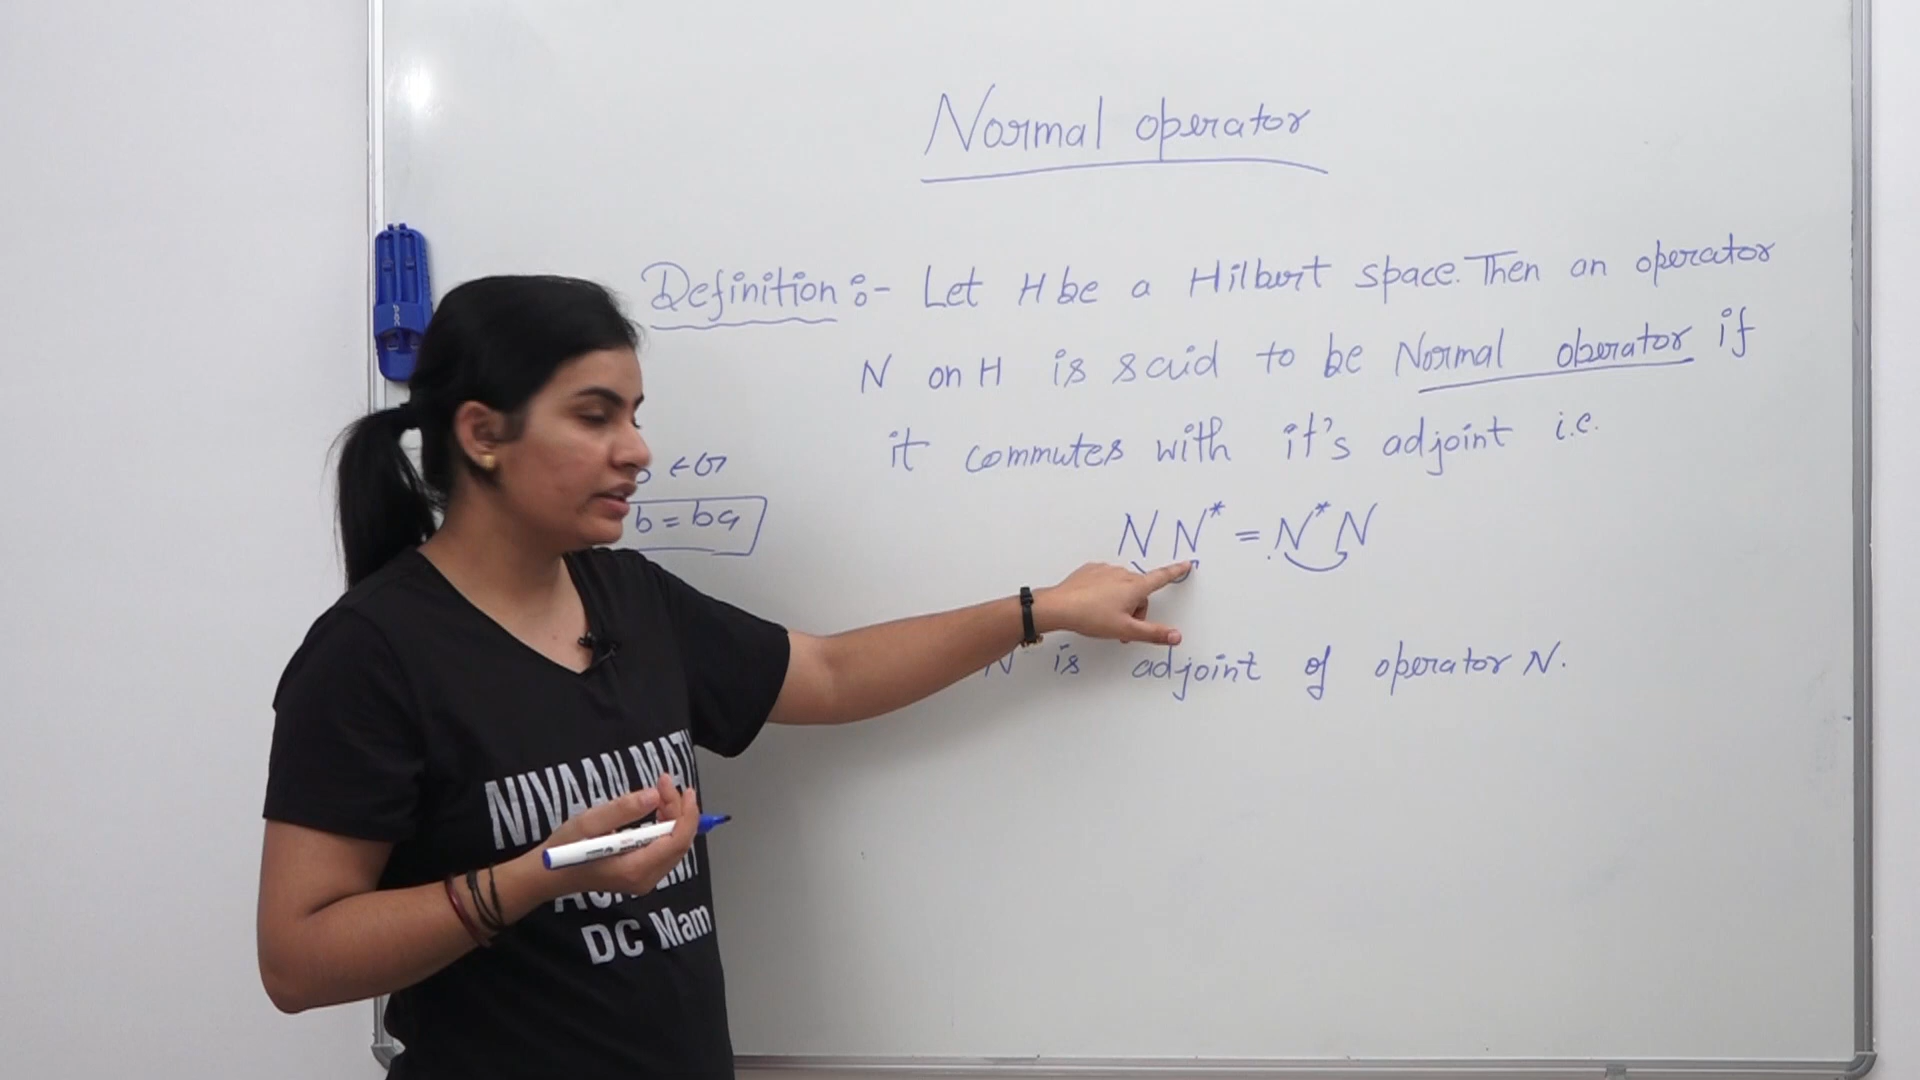 Normal operator
Definition :- Let H be a Hilbert space. Then an operator
N on H is said to be Normal operator if
it commutes with it's adjoint i.e.
b ∈ G
b = ba
N N* = N* N
N is adjoint of operator N.
NIVAAN MATH
DC Mam